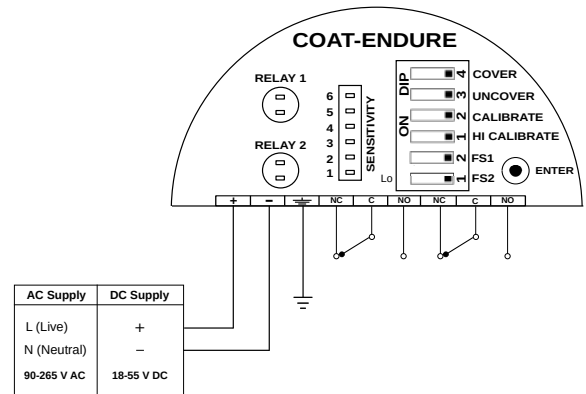 COAT-ENDURE
RELAY 1
RELAY 2
6
5
4
3
2
1
SENSITIVITY
ON DIP
4 COVER
3 UNCOVER
2 CALIBRATE
1 HI CALIBRATE
2 FS1
Lo 1 FS2
ENTER
+ − NC C NO NC C NO
AC Supply DC Supply
L (Live) +
N (Neutral) −
90-265 V AC 18-55 V DC